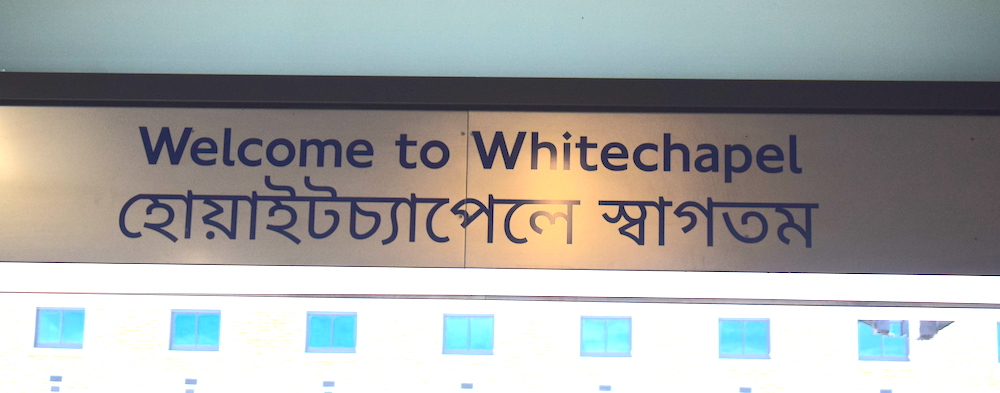 Welcome to Whitechapel
হোয়াইটচ্যাপেলে স্বাগতম